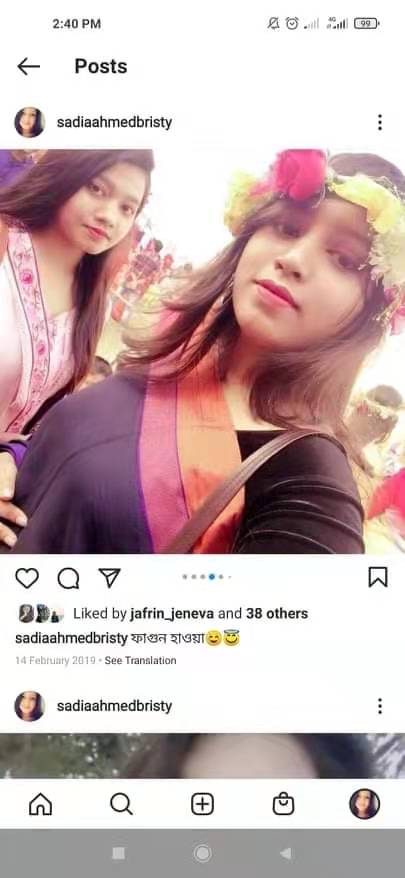 2:40 PM
4G
99
Posts
sadiaahmedbristy
Liked by jafrin_jeneva and 38 others
sadiaahmedbristy ফাগুন হাওয়া😊😇
14 February 2019 • See Translation
sadiaahmedbristy